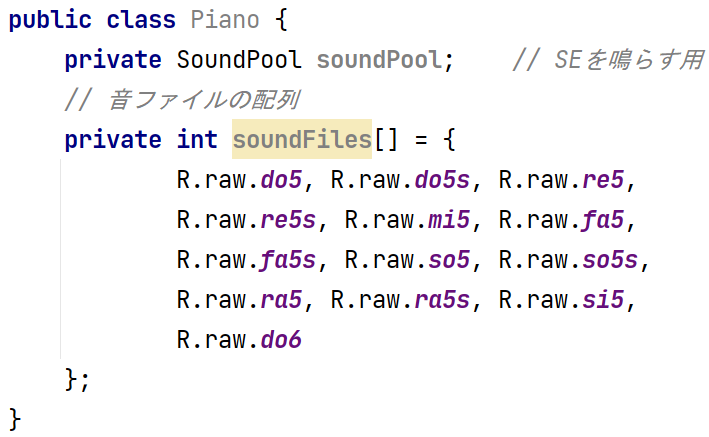 public class Piano {
    private SoundPool soundPool;    // SEを鳴らす用
    // 音ファイルの配列
    private int soundFiles[] = {
            R.raw.do5, R.raw.do5s, R.raw.re5,
            R.raw.re5s, R.raw.mi5, R.raw.fa5,
            R.raw.fa5s, R.raw.so5, R.raw.so5s,
            R.raw.ra5, R.raw.ra5s, R.raw.si5,
            R.raw.do6
    };
}